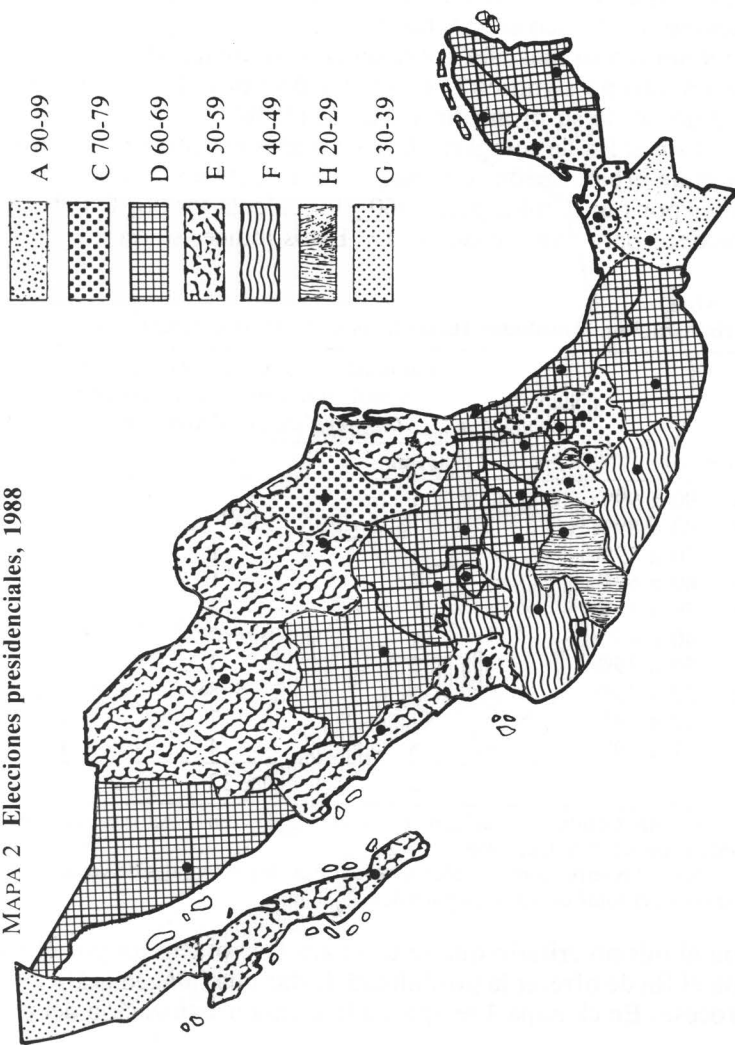 MAPA 2 Elecciones presidenciales, 1988
A 90-99
C 70-79
D 60-69
E 50-59
F 40-49
H 20-29
G 30-39